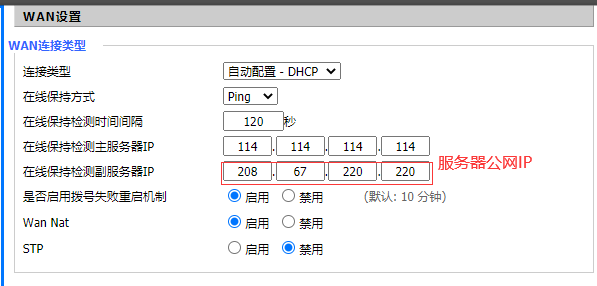 WAN设置
WAN连接类型
连接类型 自动配置 - DHCP
在线保持方式 Ping
在线保持检测时间间隔 120 秒
在线保持检测主服务器IP 114 . 114 . 114 . 114
在线保持检测副服务器IP 208 . 67 . 220 . 220 服务器公网IP
是否启用拨号失败重启机制 启用 禁用 (默认: 10 分钟)
Wan Nat 启用 禁用
STP 启用 禁用